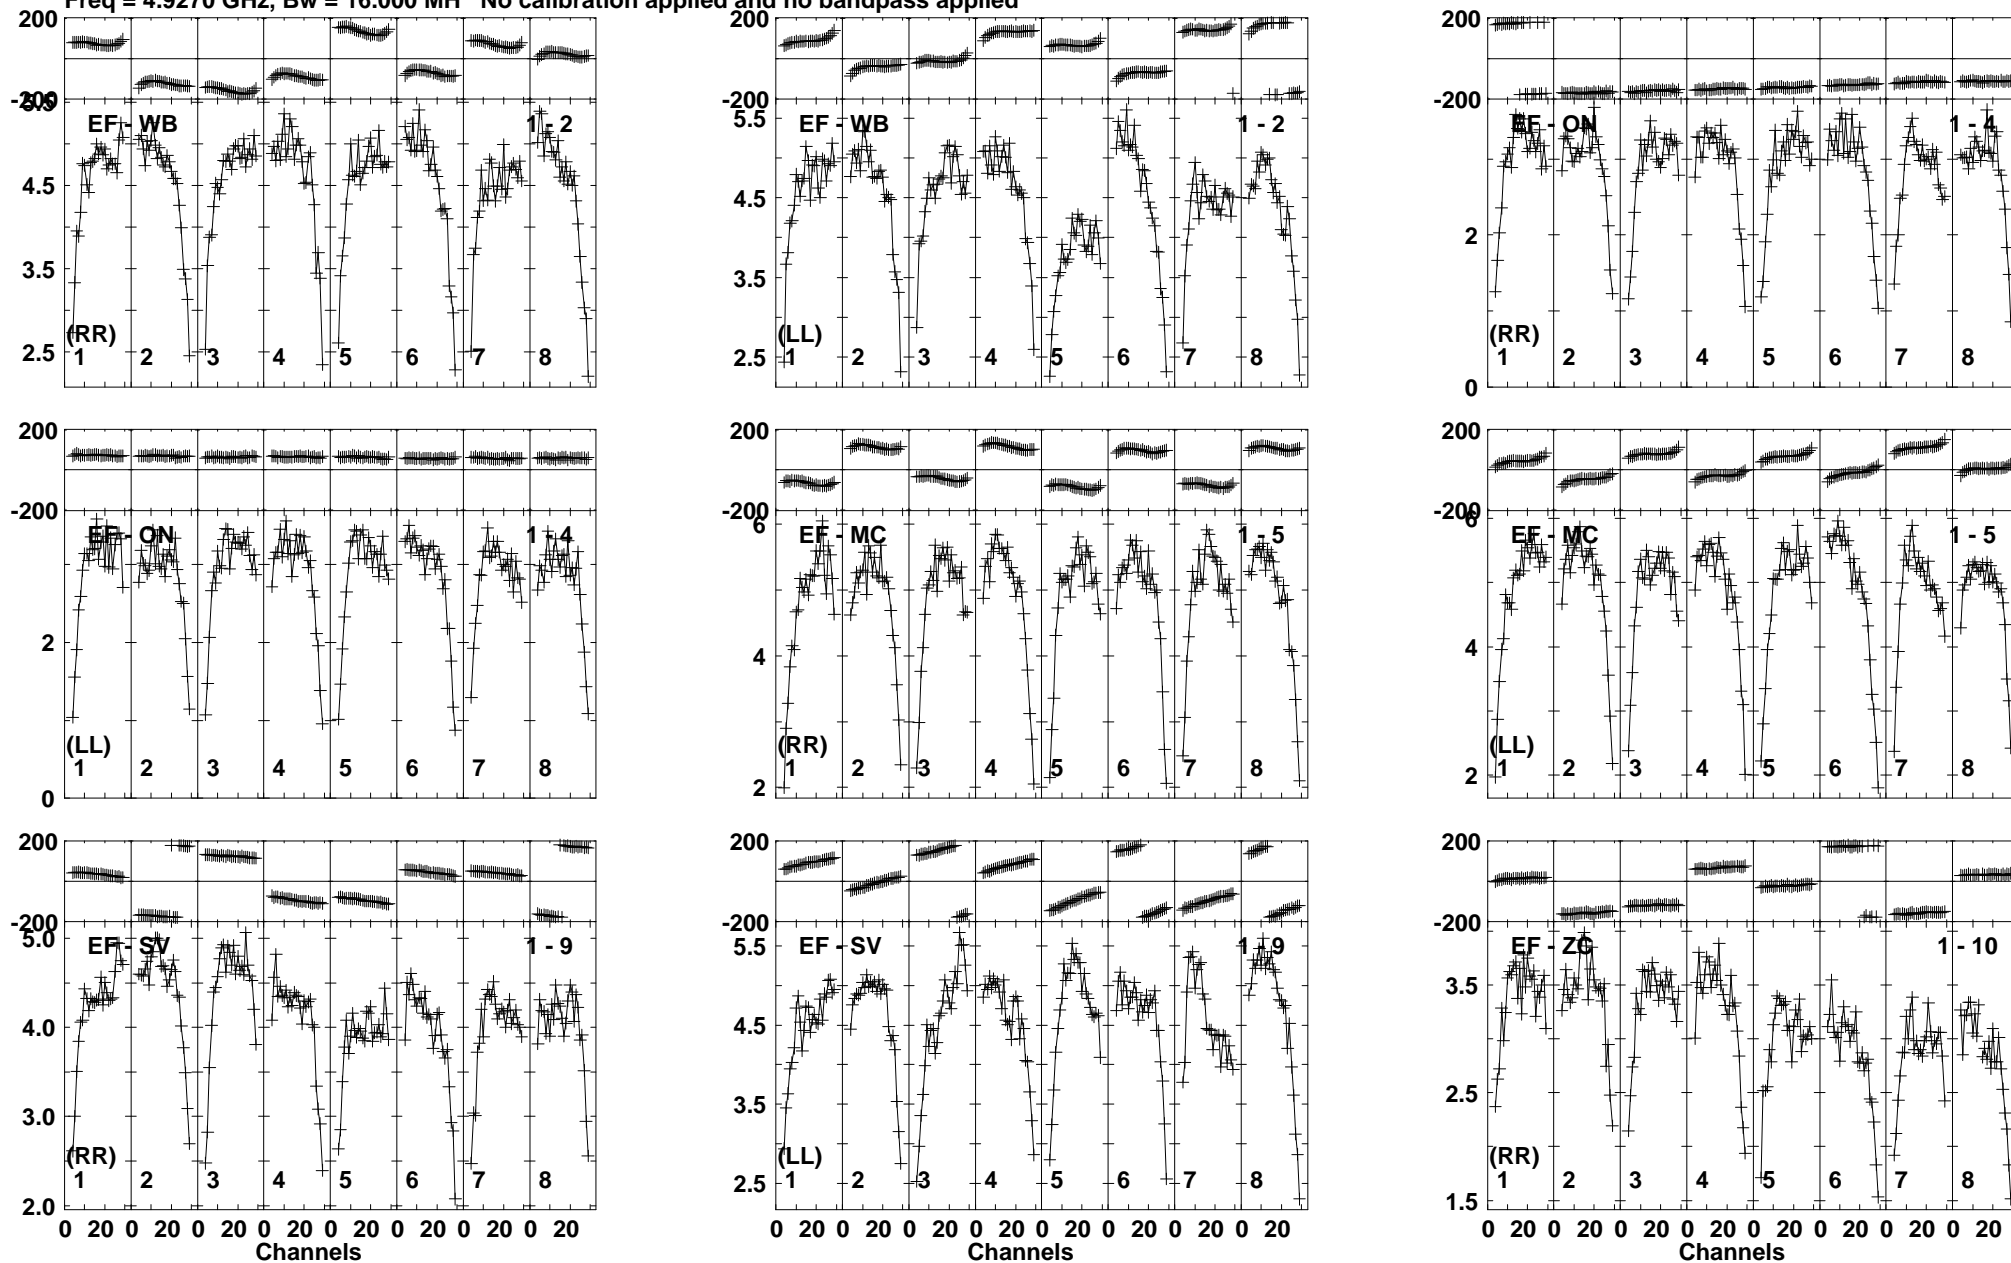 Freq = 4.9270 GHz, Bw = 16.000 MH No calibration applied and no bandpass applied
200 200 200
-200 -200 -200
5.5 5.5
EF - WB 1 - 2 EF - WB 1 - 2 EF - ON 1 - 4
4.5 4.5
3.5 3.5 2
2.5 2.5 0
(RR) (LL) (RR)
1 2 3 4 5 6 7 8 1 2 3 4 5 6 7 8 1 2 3 4 5 6 7 8
200 200 200
-200 -200 -200
6 6
EF - ON 1 - 4 EF - MC 1 - 5 EF - MC 1 - 5
2 4 4
(LL) (RR) (LL)
1 2 3 4 5 6 7 8 1 2 3 4 5 6 7 8 1 2 3 4 5 6 7 8
0 2 2
200 200 200
-200 -200 -200
5.0 5.5
EF - SV 1 - 9 EF - SV 1 - 9 EF - ZC 1 - 10
4.0 4.5 3.5
3.0 3.5 2.5
(RR) (LL) (RR)
1 2 3 4 5 6 7 8 1 2 3 4 5 6 7 8 1 2 3 4 5 6 7 8
2.0 2.5 1.5
0 20 0 20 0 20 0 20 0 20 0 20 0 20 0 20 0 20 0 20 0 20 0 20 0 20 0 20 0 20 0 20 0 20 0 20 0 20 0 20 0 20 0 20 0 20 0 20
Channels Channels Channels